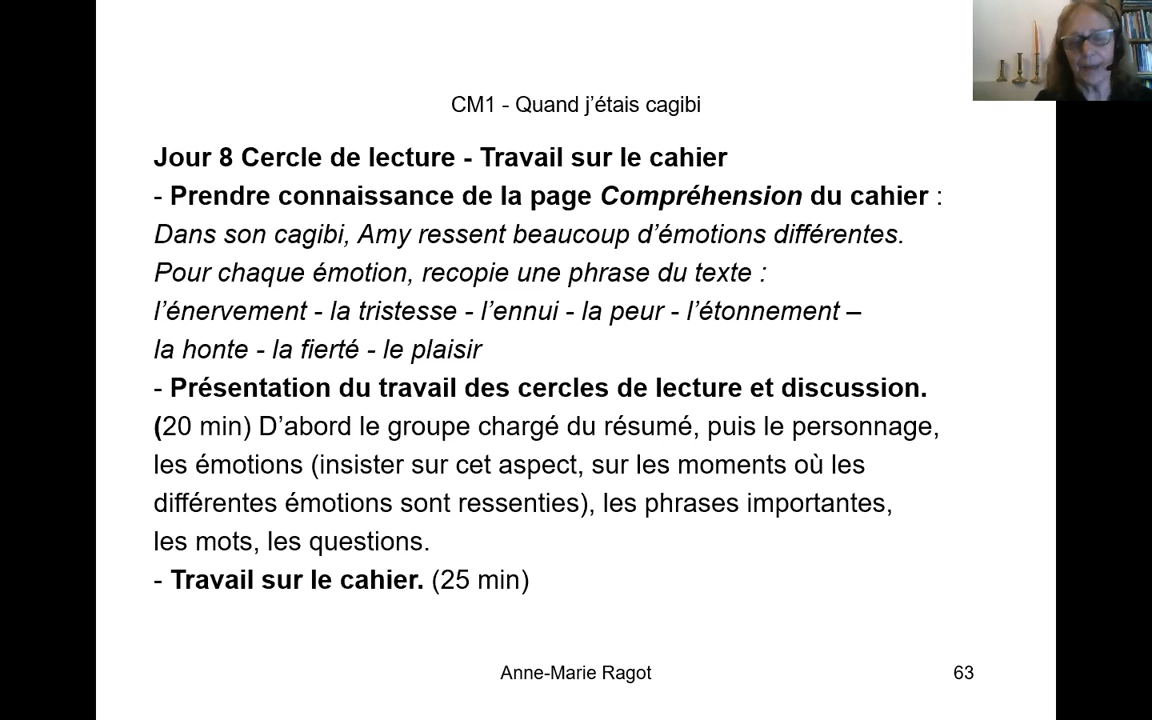 CM1 - Quand j’étais cagibi
Jour 8 Cercle de lecture - Travail sur le cahier
- Prendre connaissance de la page Compréhension du cahier :
Dans son cagibi, Amy ressent beaucoup d’émotions différentes.
Pour chaque émotion, recopie une phrase du texte :
l’énervement - la tristesse - l’ennui - la peur - l’étonnement –
la honte - la fierté - le plaisir
- Présentation du travail des cercles de lecture et discussion.
(20 min) D’abord le groupe chargé du résumé, puis le personnage,
les émotions (insister sur cet aspect, sur les moments où les
différentes émotions sont ressenties), les phrases importantes,
les mots, les questions.
- Travail sur le cahier. (25 min)
Anne-Marie Ragot
63